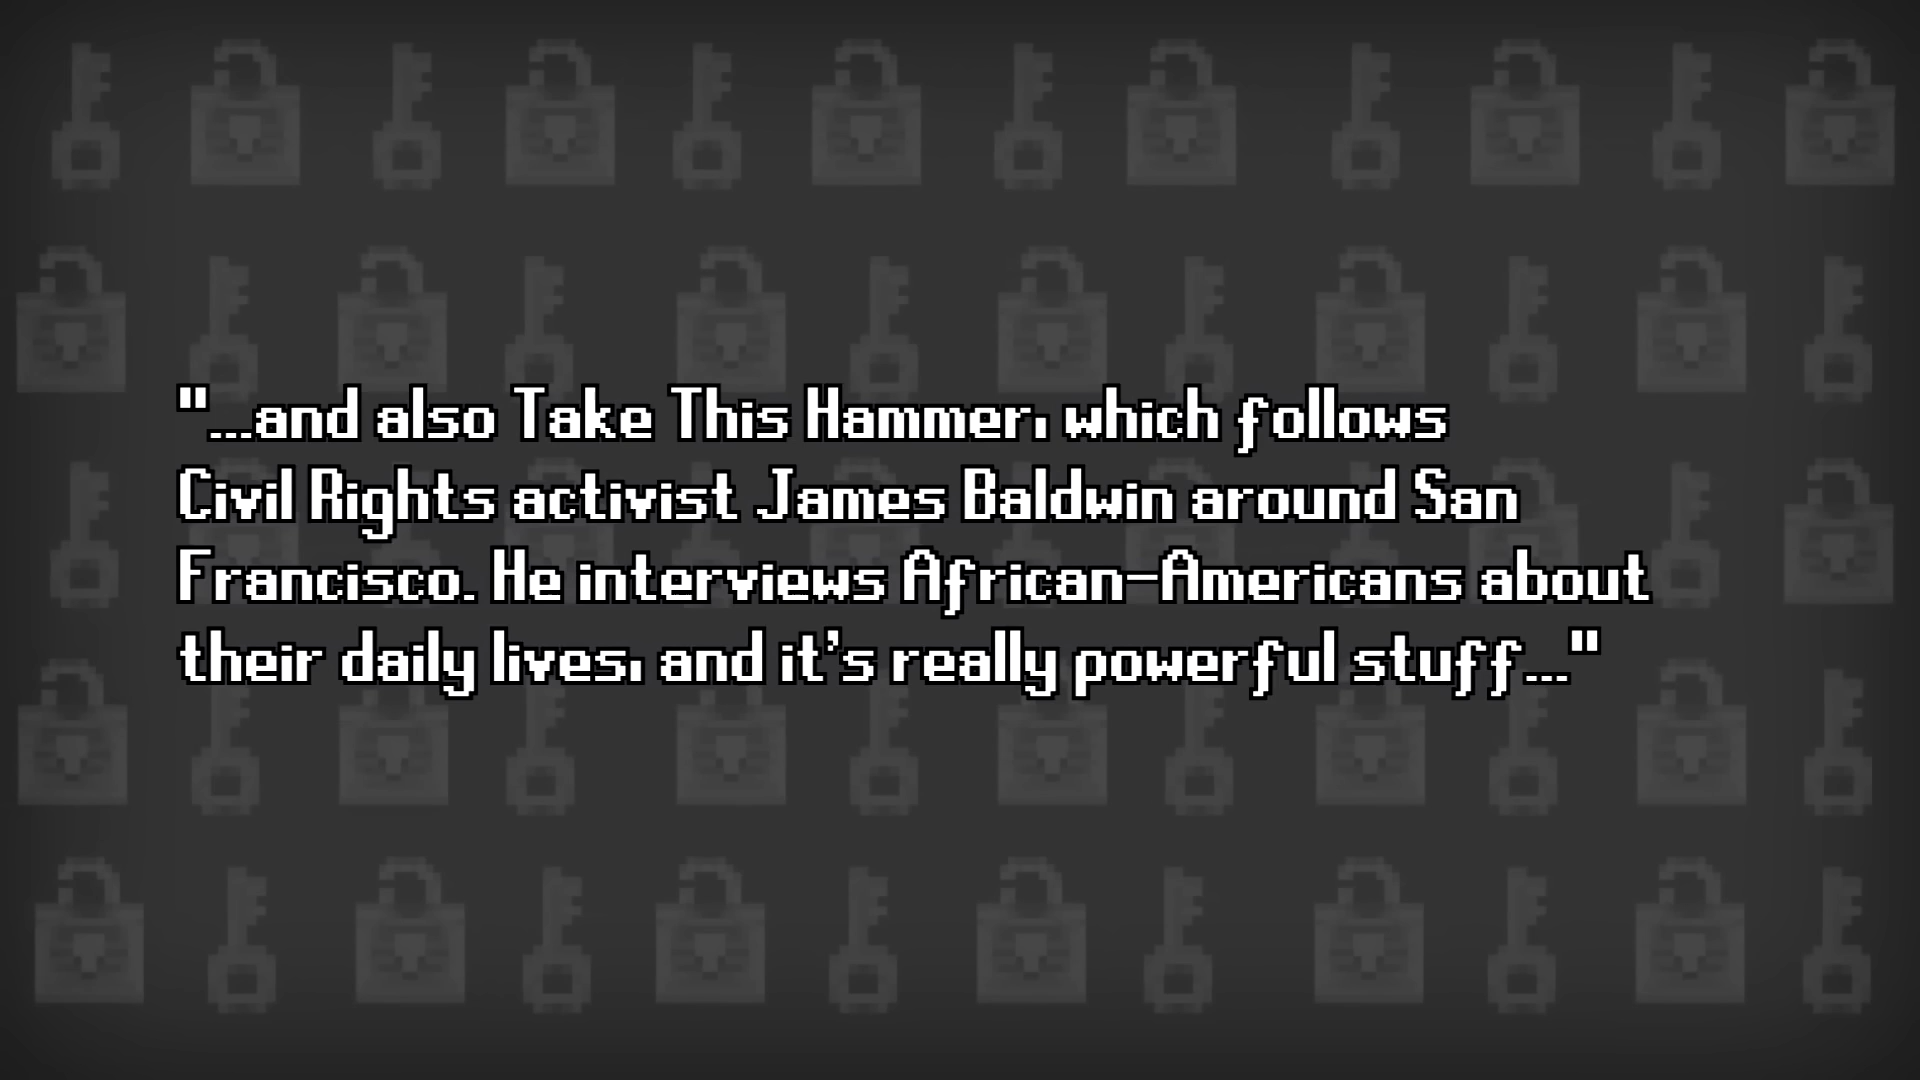 "...and also Take This Hammer, which follows
Civil Rights activist James Baldwin around San
Francisco. He interviews African-Americans about
their daily lives, and it's really powerful stuff..."